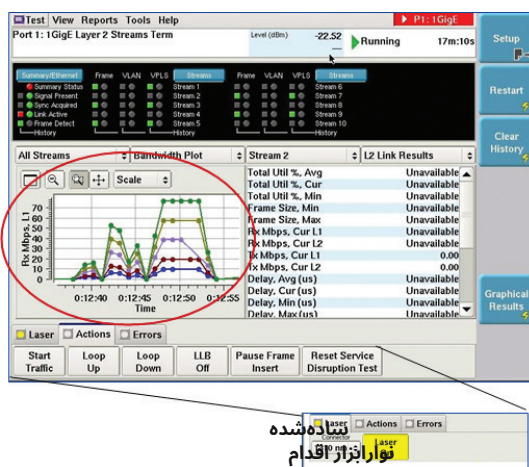 Test View Reports Tools Help
P1: 1GigE
Port 1: 1GigE Layer 2 Streams Term
Level (dBm) -22.52
Running 17m:10s
Setup
Restart
Clear History
Graphical Results
Summary/Ethernet Frame VLAN VPLS Streams Frame VLAN VPLS Streams
Summary Status Stream 1 Stream 6
Signal Present Stream 2 Stream 7
Sync Acquired Stream 3 Stream 8
Link Active Stream 4 Stream 9
Frame Detect Stream 5 Stream 10
History History History
All Streams Bandwidth Plot Stream 2 L2 Link Results
Scale
Rx Mbps, L1
70
60
50
40
30
20
10
0
0:12:40 0:12:45 0:12:50 0:12:55
Time
Total Util %, Avg Unavailable
Total Util %, Cur Unavailable
Total Util %, Min Unavailable
Frame Size, Min Unavailable
Frame Size, Max Unavailable
Rx Mbps, Cur L1 Unavailable
Rx Mbps, Cur L2 Unavailable
Tx Mbps, Cur L1 0.00
Tx Mbps, Cur L2 0.00
Delay, Avg (us) Unavailable
Delay, Cur (us) Unavailable
Delay, Min (us) Unavailable
Delay, Max (us) Unavailable
Laser Actions Errors
Start Traffic
Loop Up
Loop Down
LLB Off
Pause Frame Insert
Reset Service Disruption Test
Laser Actions Errors
Connector
Laser
نوارابزار اقدام